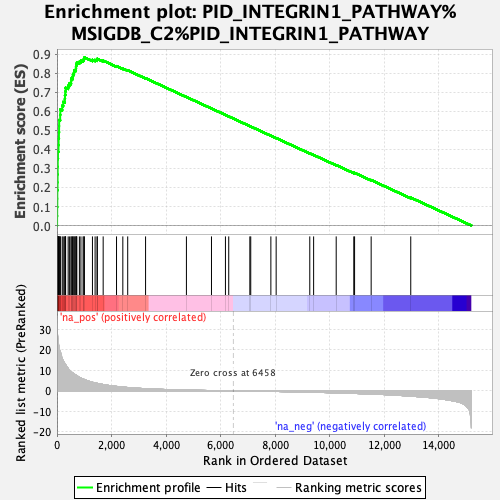 Enrichment plot: PID_INTEGRIN1_PATHWAY%
MSIGDB_C2%PID_INTEGRIN1_PATHWAY
Enrichment score (ES)
0.9
0.8
0.7
0.6
0.5
0.4
0.3
0.2
0.1
0.0
'na_pos' (positively correlated)
Ranked list metric (PreRanked)
30
20
10
0
-10
-20
Zero cross at 6458
'na_neg' (negatively correlated)
0
2,000
4,000
6,000
8,000
10,000
12,000
14,000
Rank in Ordered Dataset
Enrichment profile
Hits
Ranking metric scores